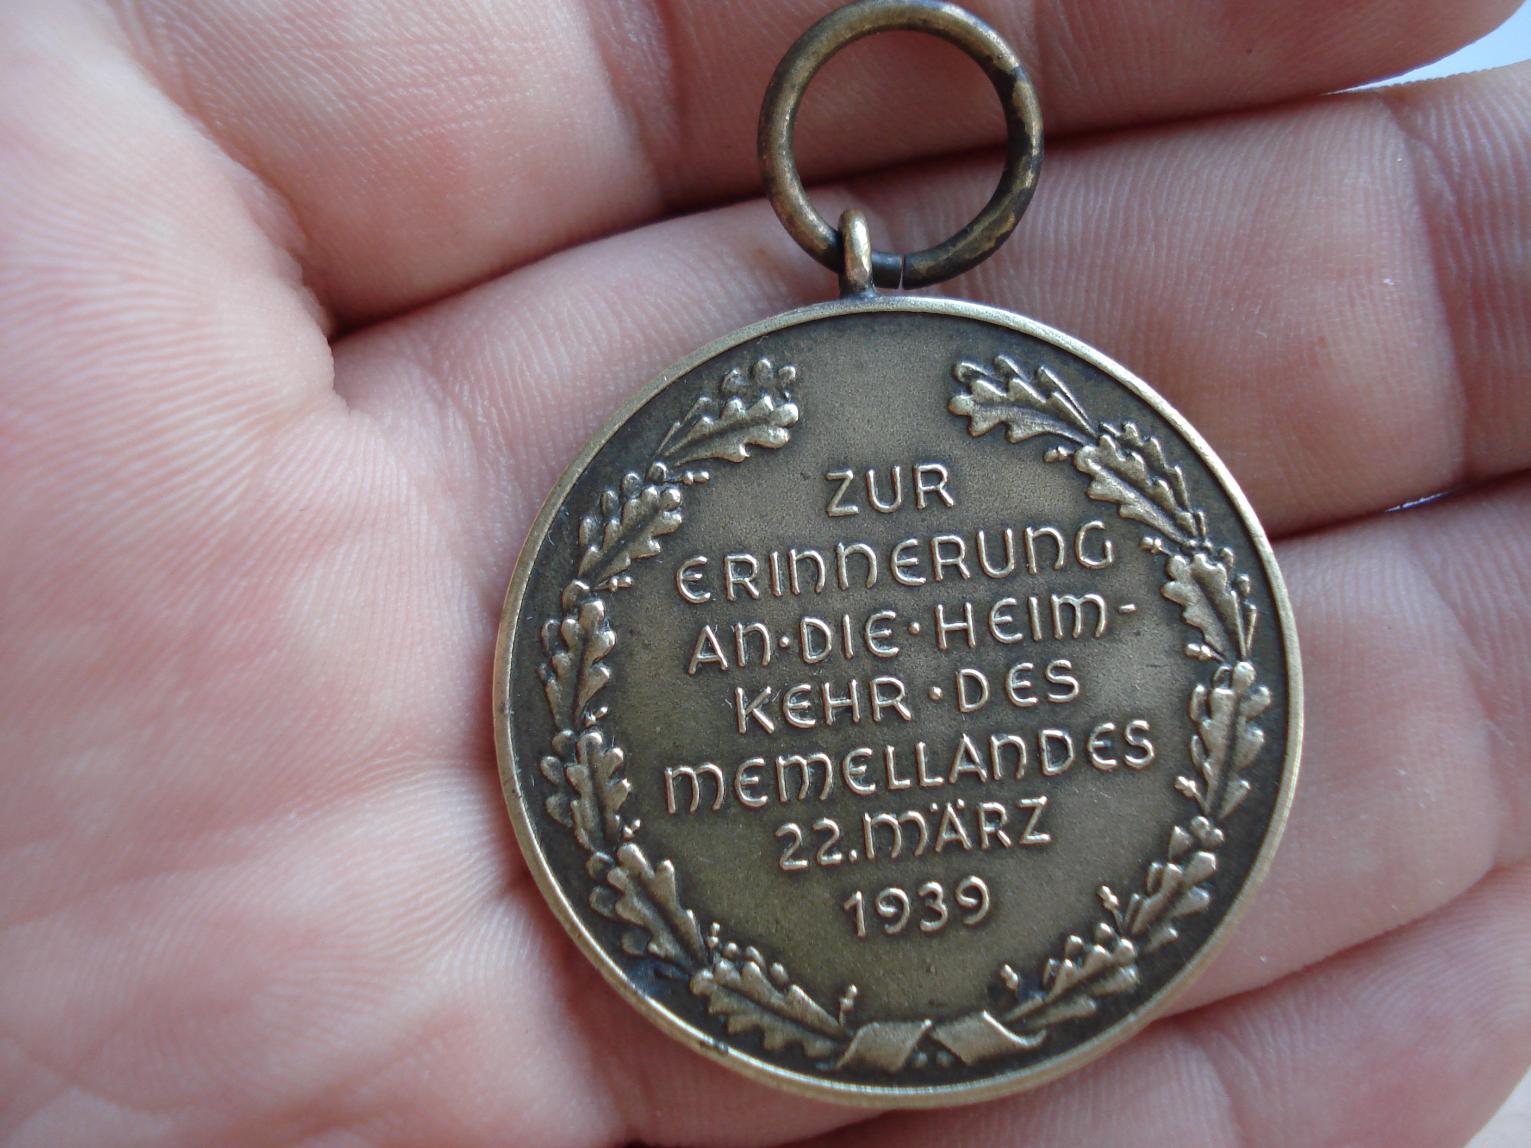 ZUR
ERINNERUNG
AN·DIE·HEIM-
KEHR·DES
MEMELLANDES
22.MÄRZ
1939